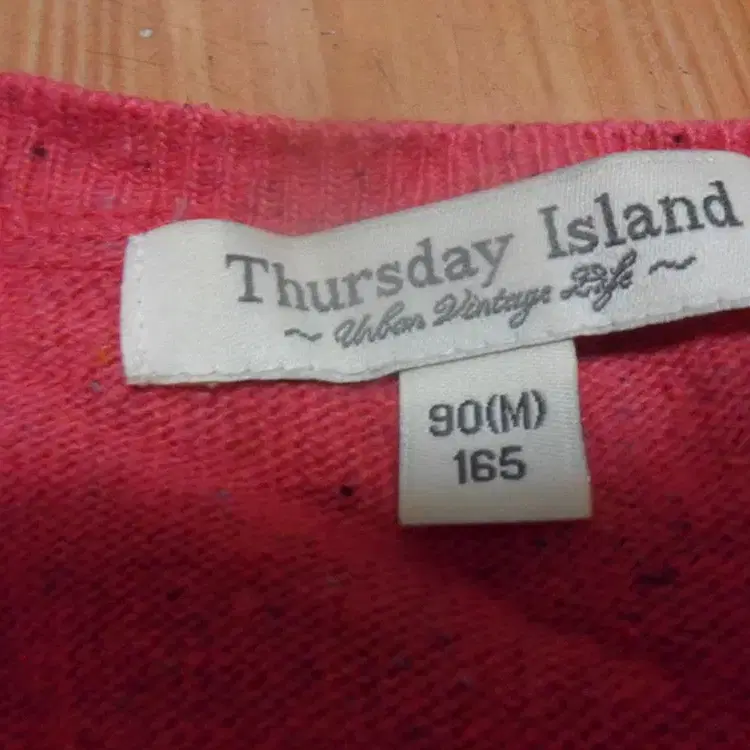 Thursday Island
~ Urban Vintage Life ~
90(M)
165